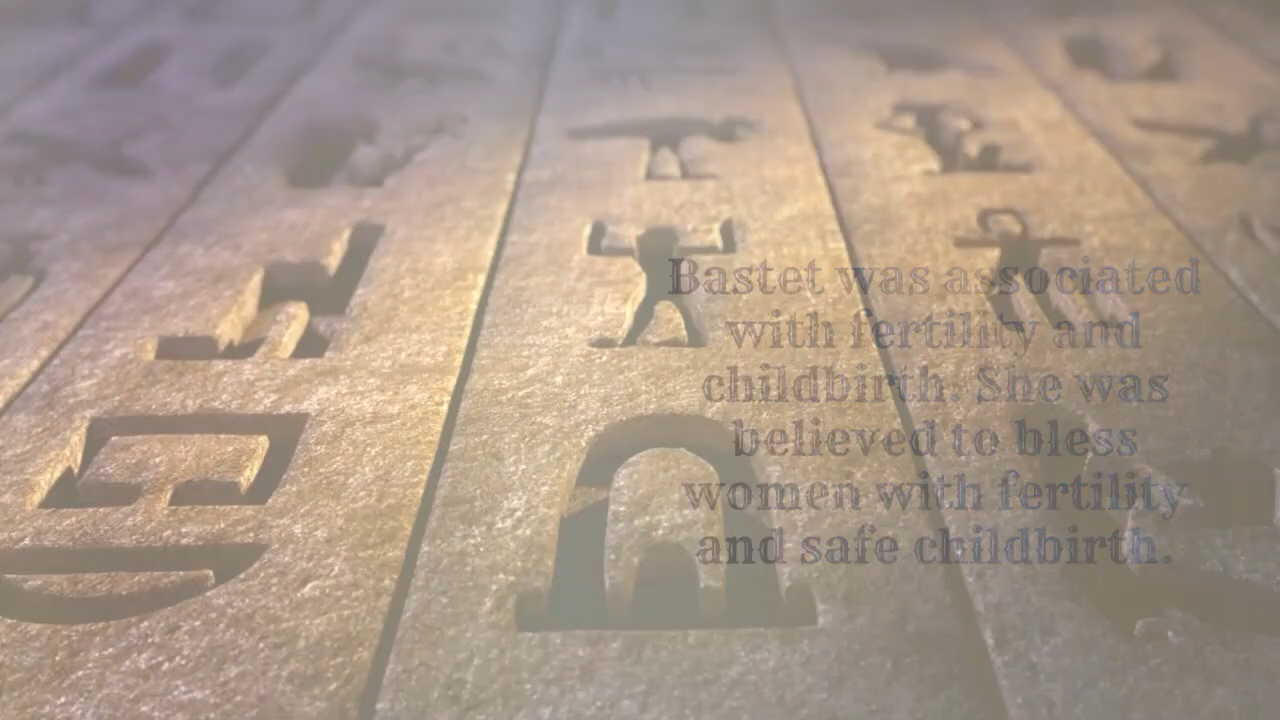 Bastet was associated
with fertility and
childbirth. She was
believed to bless
women with fertility
and safe childbirth.